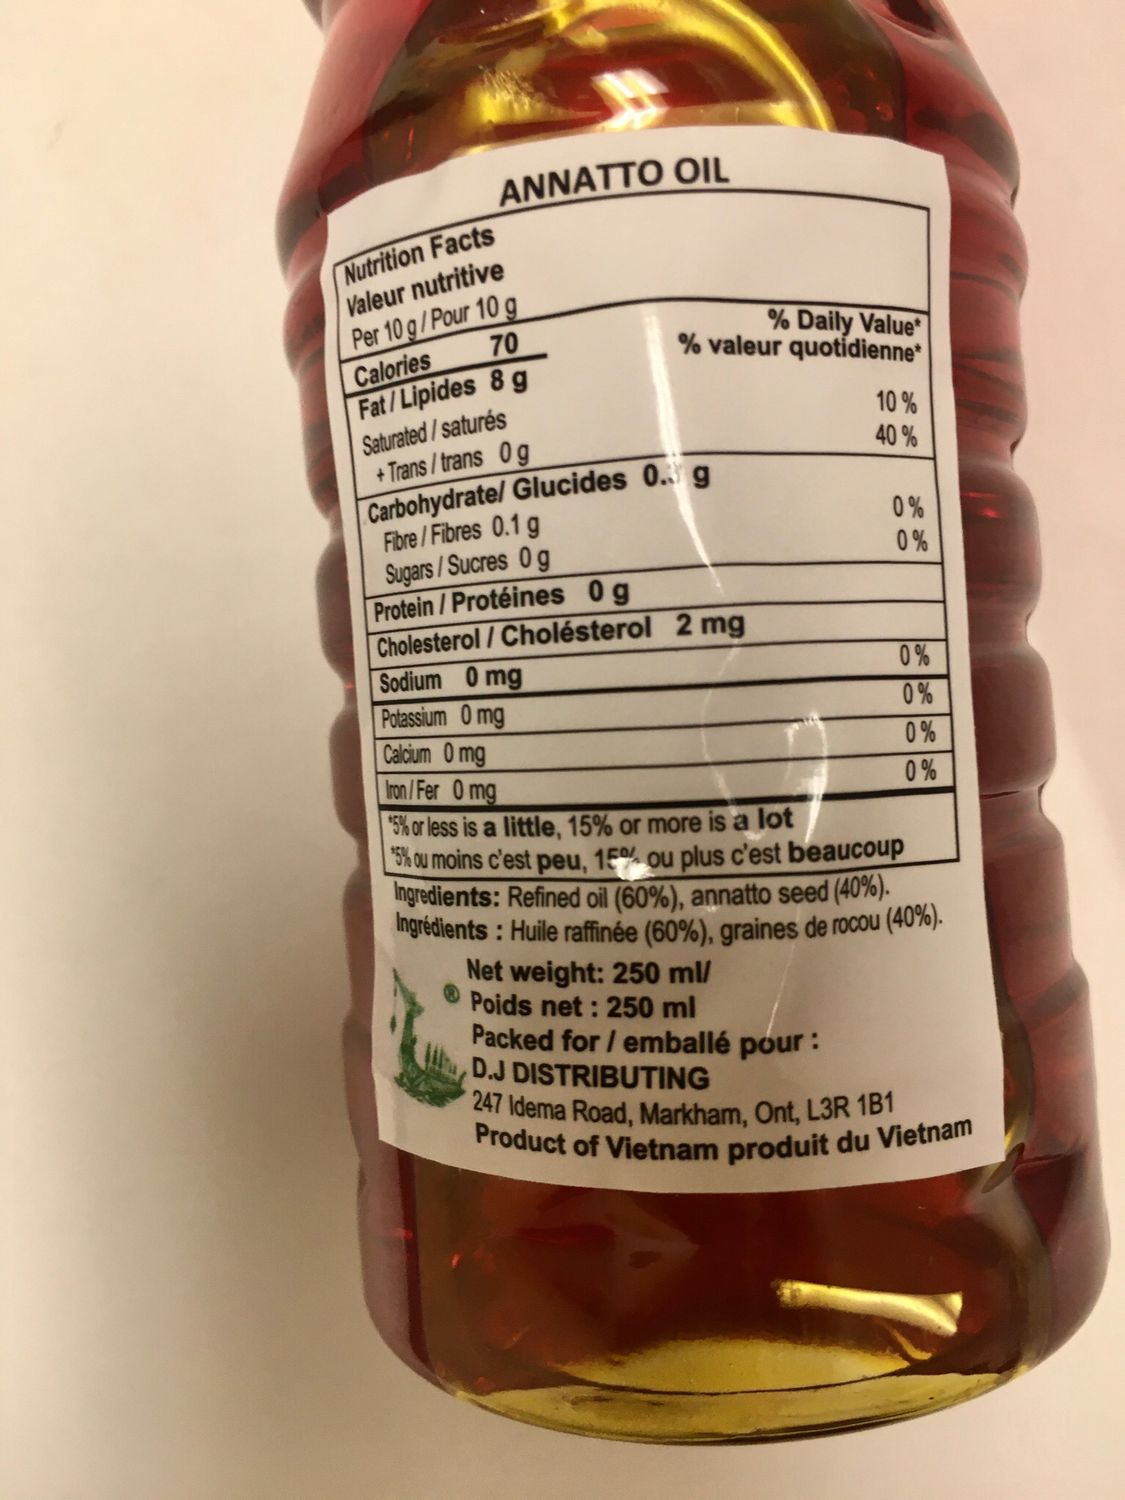 ANNATTO OIL
Nutrition Facts
Valeur nutritive
Per 10 g / Pour 10 g
% Daily Value*
% valeur quotidienne*
Calories 70
Fat / Lipides 8 g 10 %
Saturated / saturés 40 %
+ Trans / trans 0 g
Carbohydrate/ Glucides g
Fibre / Fibres 0.1 g 0 %
Sugars / Sucres 0 g 0 %
Protein / Protéines 0 g
Cholesterol / Cholésterol 2 mg
Sodium 0 mg 0 %
Potassium 0 mg 0 %
Calcium 0 mg 0 %
Iron / Fer 0 mg 0 %
*5% or less is a little, 15% or more is a lot
*5% ou moins c'est peu, 15% ou plus c'est beaucoup
Ingredients: Refined oil (60%), annatto seed (40%).
Ingrédients : Huile raffinée (60%), graines de rocou (40%).
Net weight: 250 ml/
® Poids net : 250 ml
Packed for / emballé pour :
D.J DISTRIBUTING
247 Idema Road, Markham, Ont, L3R 1B1
Product of Vietnam produit du Vietnam